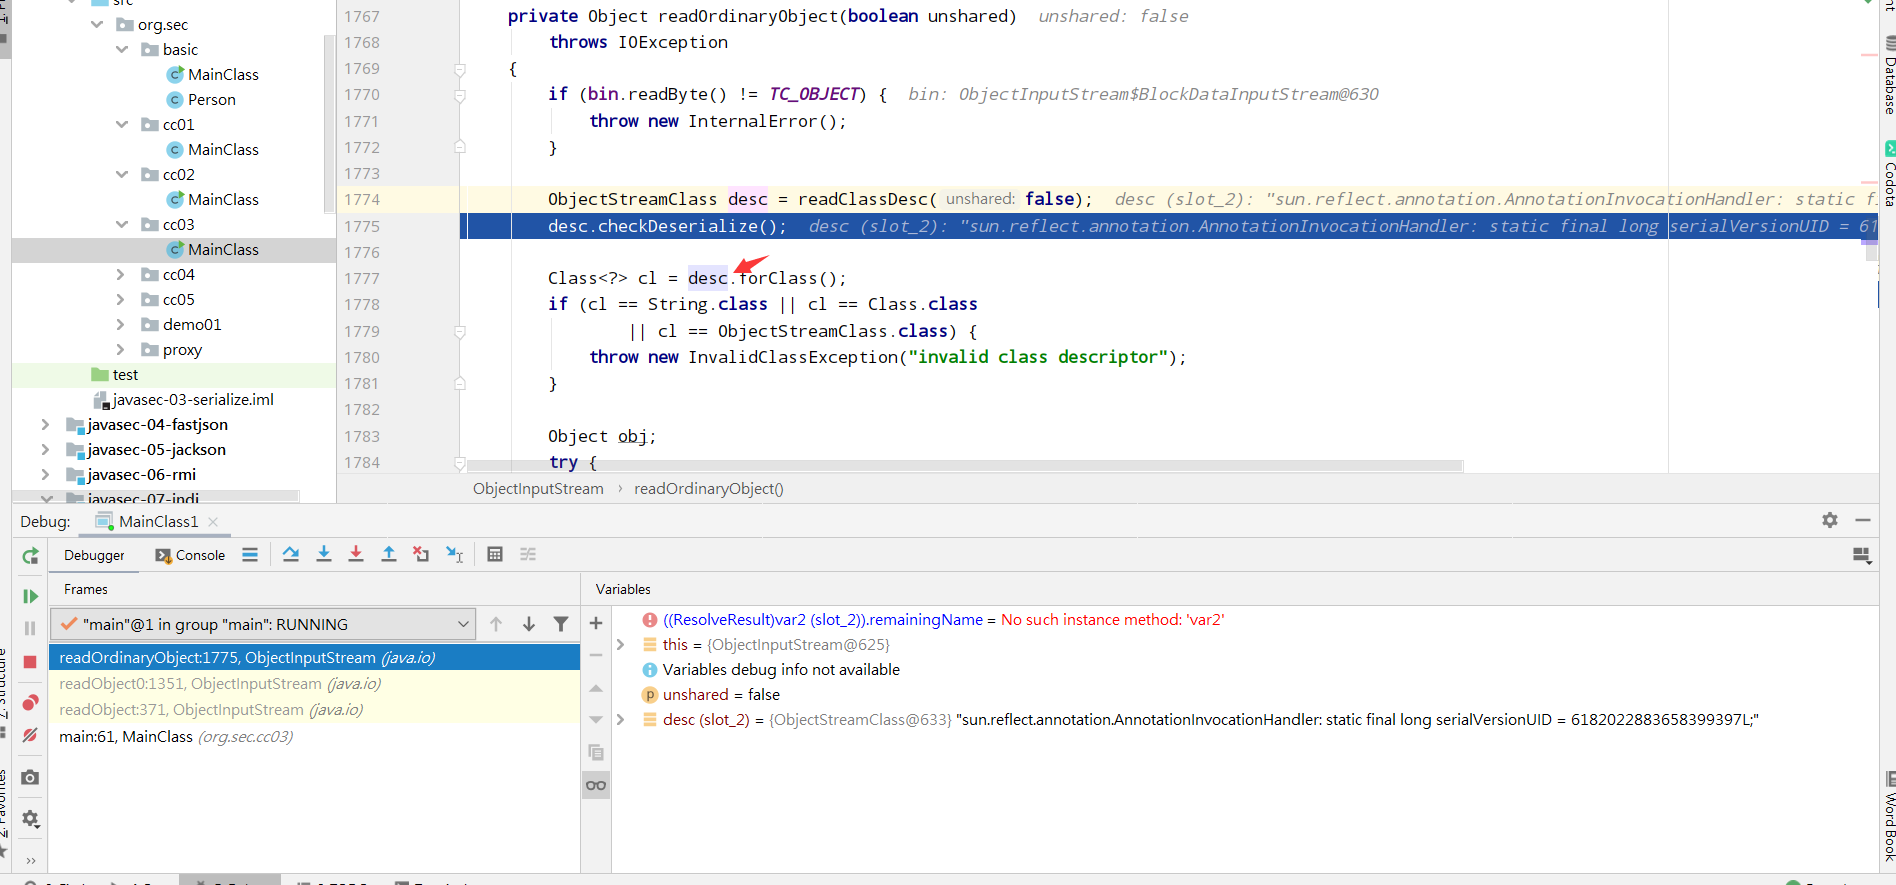 src
org.sec
basic
MainClass
Person
cc01
MainClass
cc02
MainClass
cc03
MainClass
cc04
cc05
demo01
proxy
test
javasec-03-serialize.iml
javasec-04-fastjson
javasec-05-jackson
javasec-06-rmi
javasec-07-jndi
1767 private Object readOrdinaryObject(boolean unshared) unshared: false
1768 throws IOException
1769 {
1770 if (bin.readByte() != TC_OBJECT) { bin: ObjectInputStream$BlockDataInputStream@630
1771 throw new InternalError();
1772 }
1773
1774 ObjectStreamClass desc = readClassDesc( unshared: false); desc (slot_2): "sun.reflect.annotation.AnnotationInvocationHandler: static fi
1775 desc.checkDeserialize(); desc (slot_2): "sun.reflect.annotation.AnnotationInvocationHandler: static final long serialVersionUID = 61
1776
1777 Class<?> cl = desc.forClass();
1778 if (cl == String.class || cl == Class.class
1779 || cl == ObjectStreamClass.class) {
1780 throw new InvalidClassException("invalid class descriptor");
1781 }
1782
1783 Object obj;
1784 try {
ObjectInputStream › readOrdinaryObject()
Database
Codota
Word Book
Debug: MainClass1
Debugger Console
Frames
Variables
"main"@1 in group "main": RUNNING
readOrdinaryObject:1775, ObjectInputStream (java.io)
readObject0:1351, ObjectInputStream (java.io)
readObject:371, ObjectInputStream (java.io)
main:61, MainClass (org.sec.cc03)
((ResolveResult)var2 (slot_2)).remainingName = No such instance method: 'var2'
this = {ObjectInputStream@625}
Variables debug info not available
unshared = false
desc (slot_2) = {ObjectStreamClass@633} "sun.reflect.annotation.AnnotationInvocationHandler: static final long serialVersionUID = 6182022883658399397L;"
Z: Structure
2: Favorites